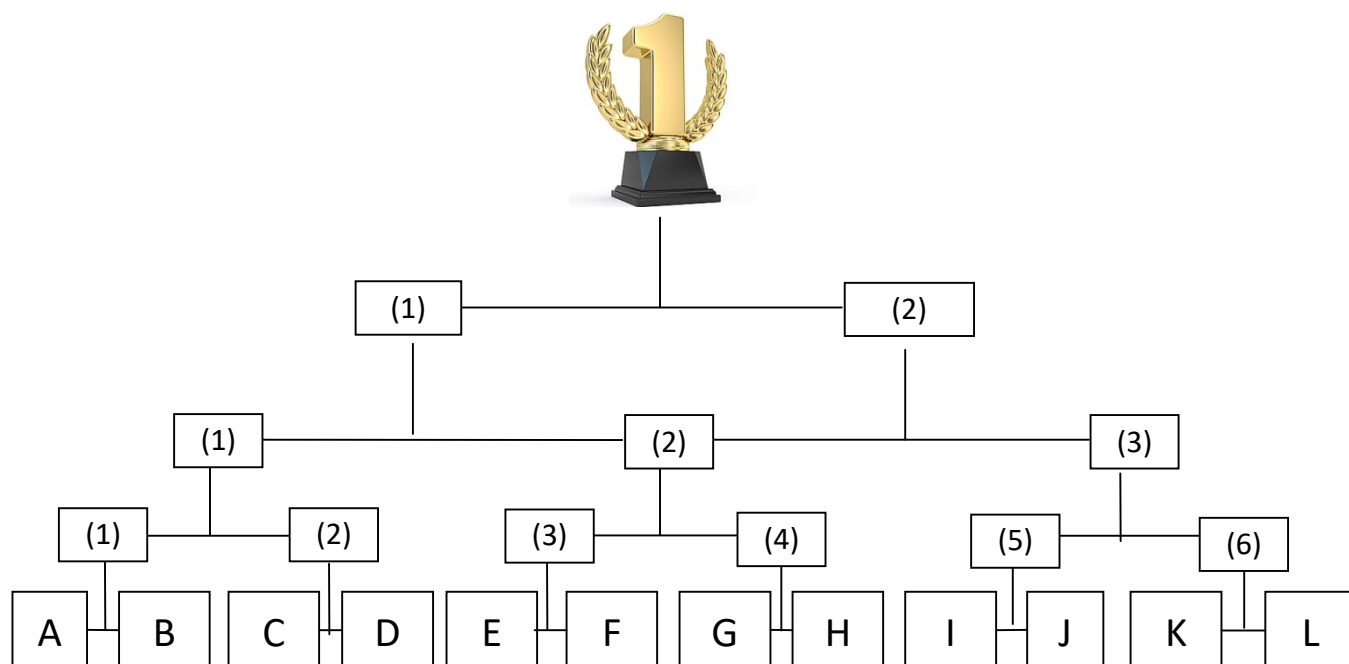 1
(1) (2)
(1) (2) (3)
(1) (2) (3) (4) (5) (6)
A B C D E F G H I J K L